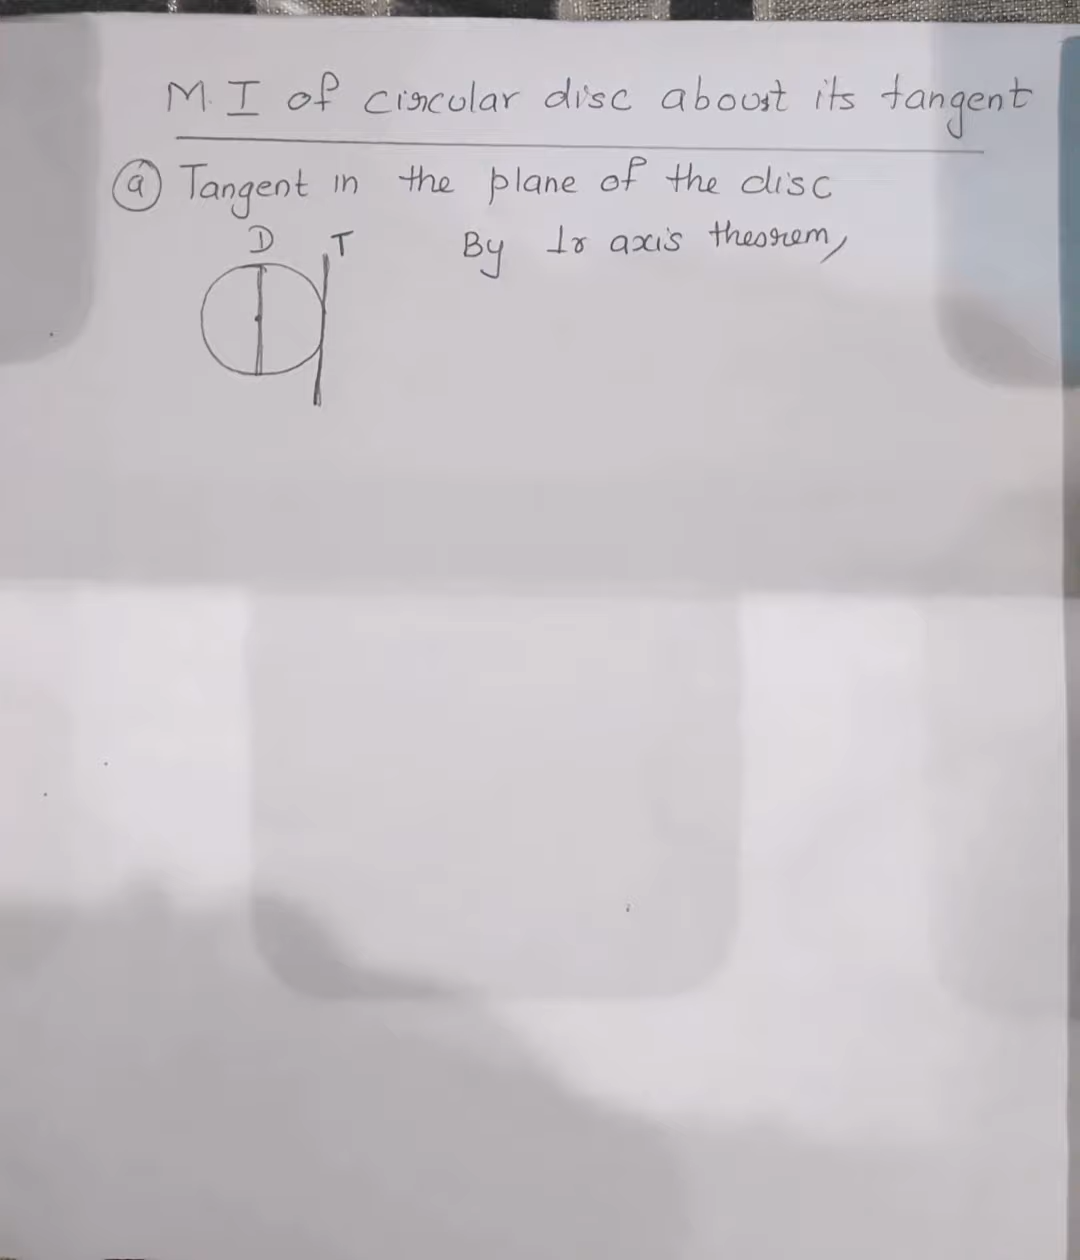 M.I of circular disc about its tangent
ⓐ Tangent in the plane of the disc
D T By ⊥r axis theorem,